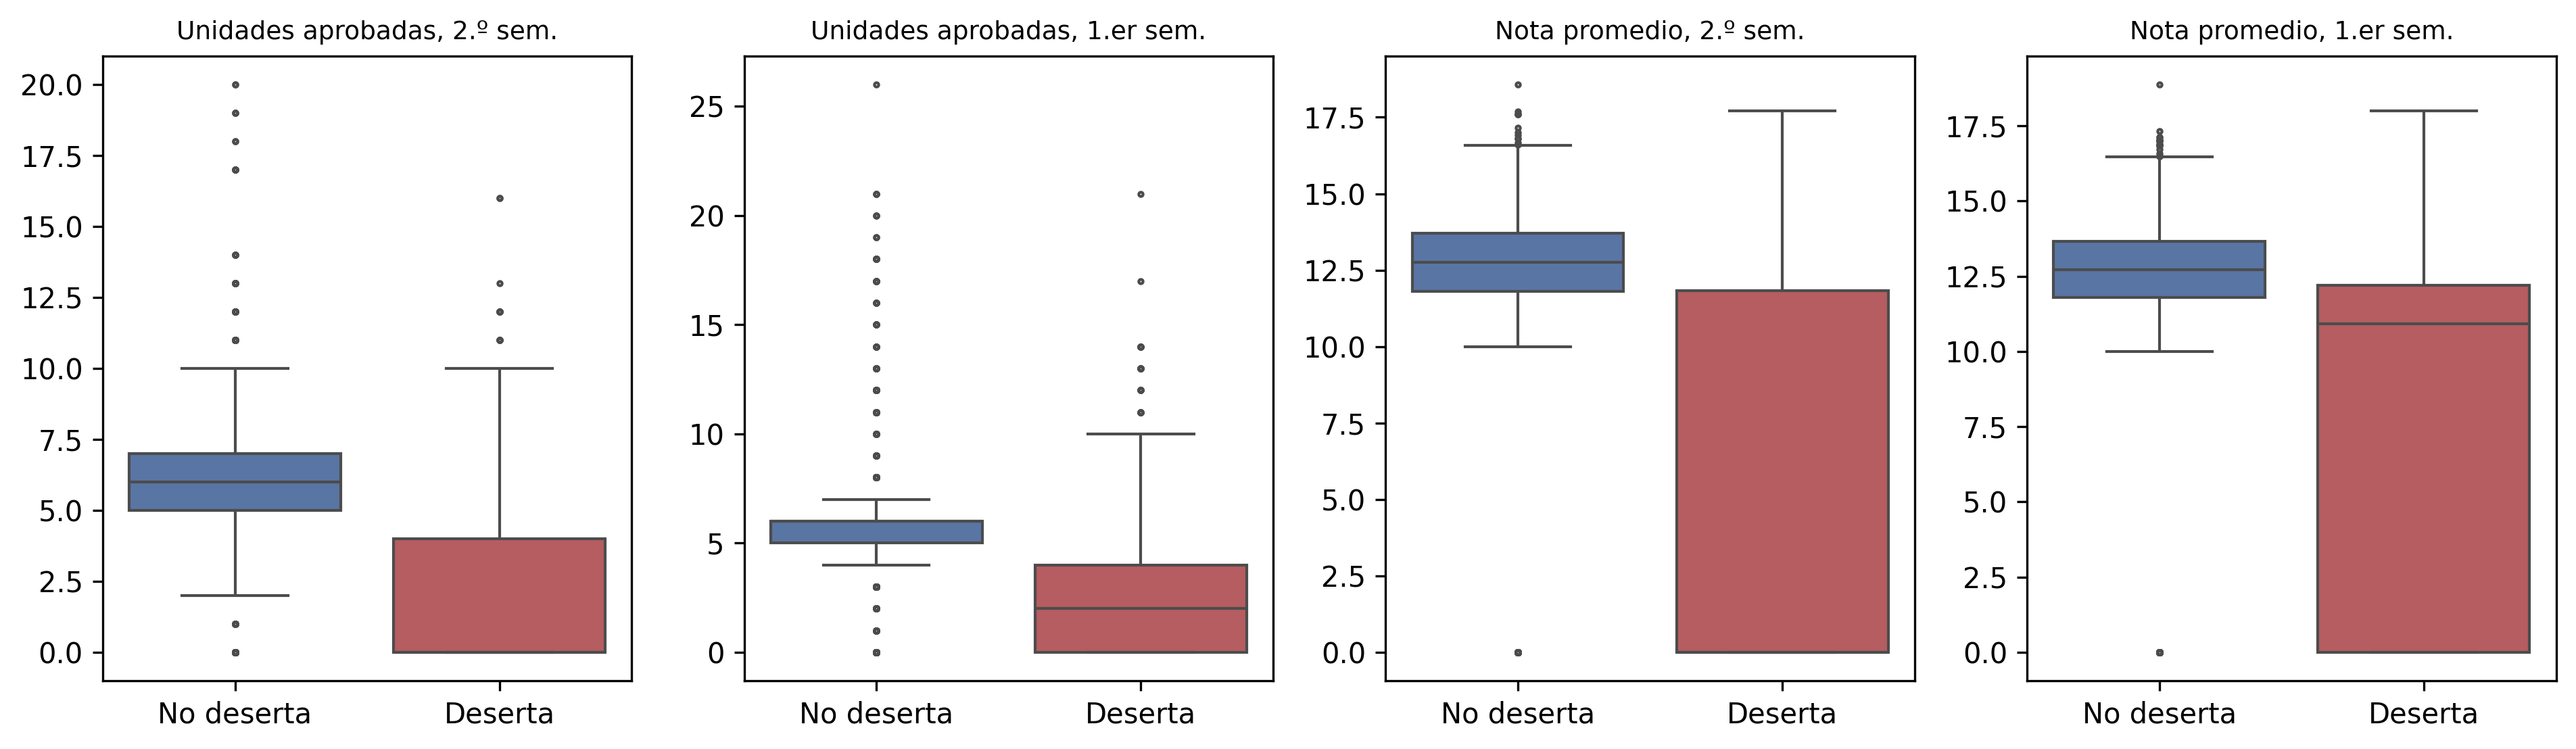 Unidades aprobadas, 2.º sem.
20.0
17.5
15.0
12.5
10.0
7.5
5.0
2.5
0.0
No deserta
Deserta
Unidades aprobadas, 1.er sem.
25
20
15
10
5
0
No deserta
Deserta
Nota promedio, 2.º sem.
17.5
15.0
12.5
10.0
7.5
5.0
2.5
0.0
No deserta
Deserta
Nota promedio, 1.er sem.
17.5
15.0
12.5
10.0
7.5
5.0
2.5
0.0
No deserta
Deserta